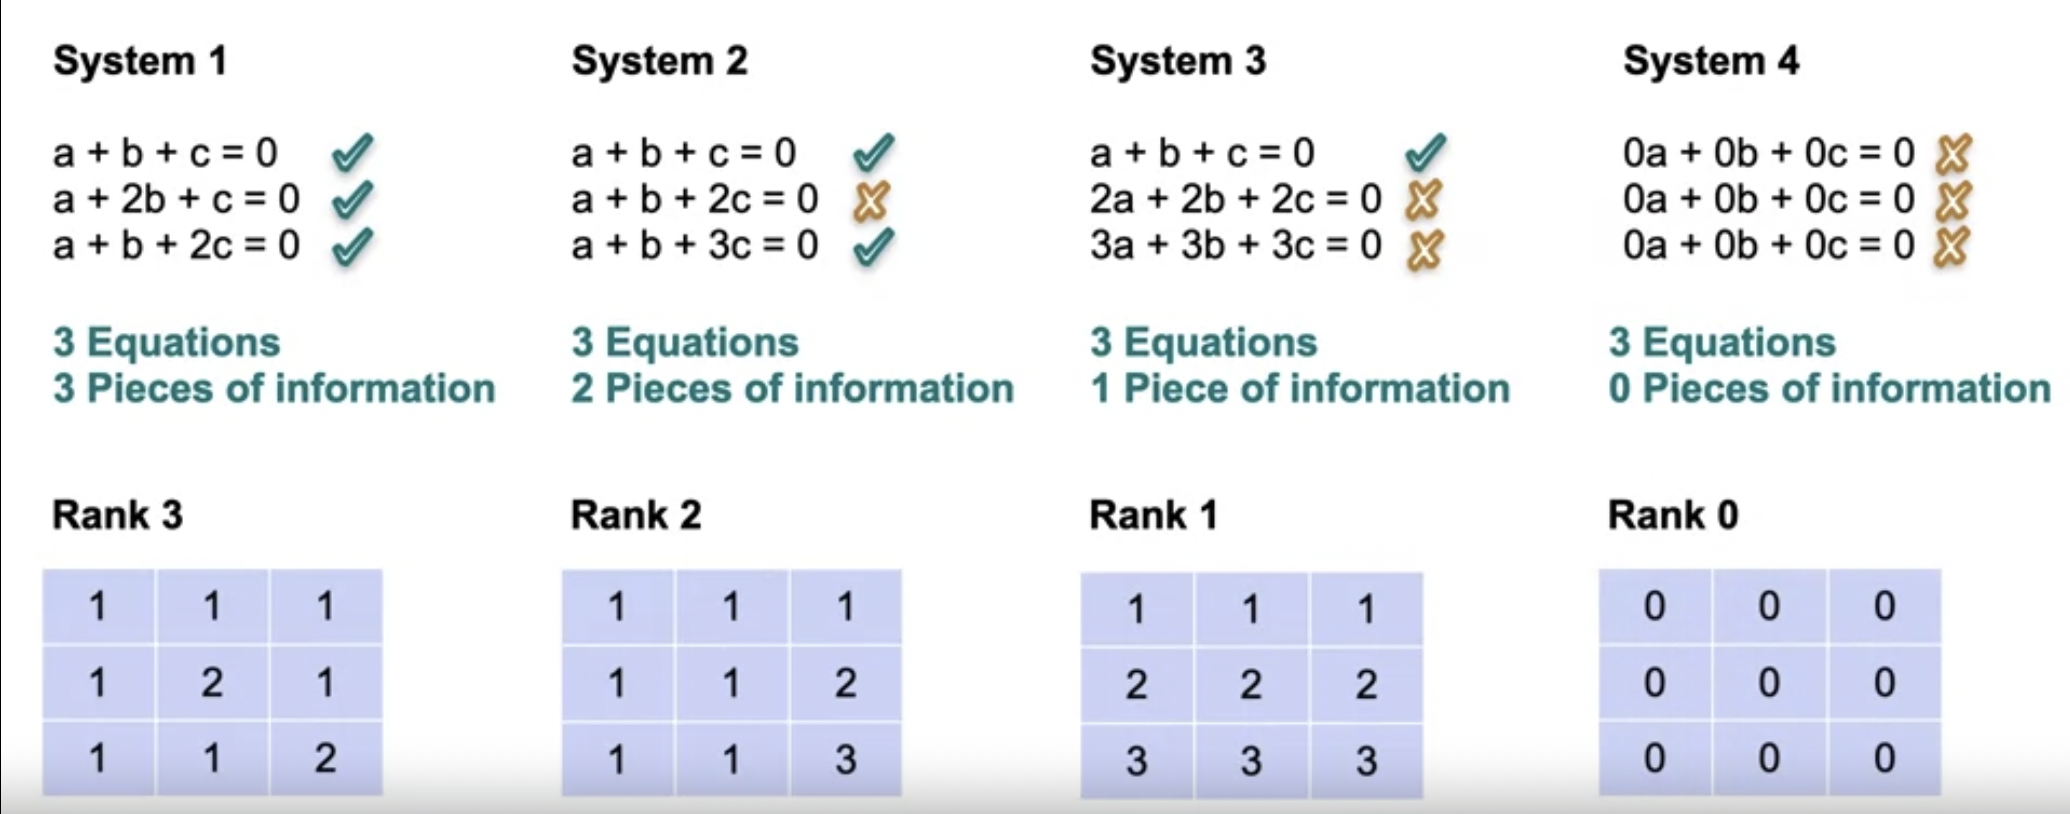 System 1
a + b + c = 0
a + 2b + c = 0
a + b + 2c = 0
3 Equations
3 Pieces of information
Rank 3
1 1 1
1 2 1
1 1 2
System 2
a + b + c = 0
a + b + 2c = 0
a + b + 3c = 0
3 Equations
2 Pieces of information
Rank 2
1 1 1
1 1 2
1 1 3
System 3
a + b + c = 0
2a + 2b + 2c = 0
3a + 3b + 3c = 0
3 Equations
1 Piece of information
Rank 1
1 1 1
2 2 2
3 3 3
System 4
0a + 0b + 0c = 0
0a + 0b + 0c = 0
0a + 0b + 0c = 0
3 Equations
0 Pieces of information
Rank 0
0 0 0
0 0 0
0 0 0